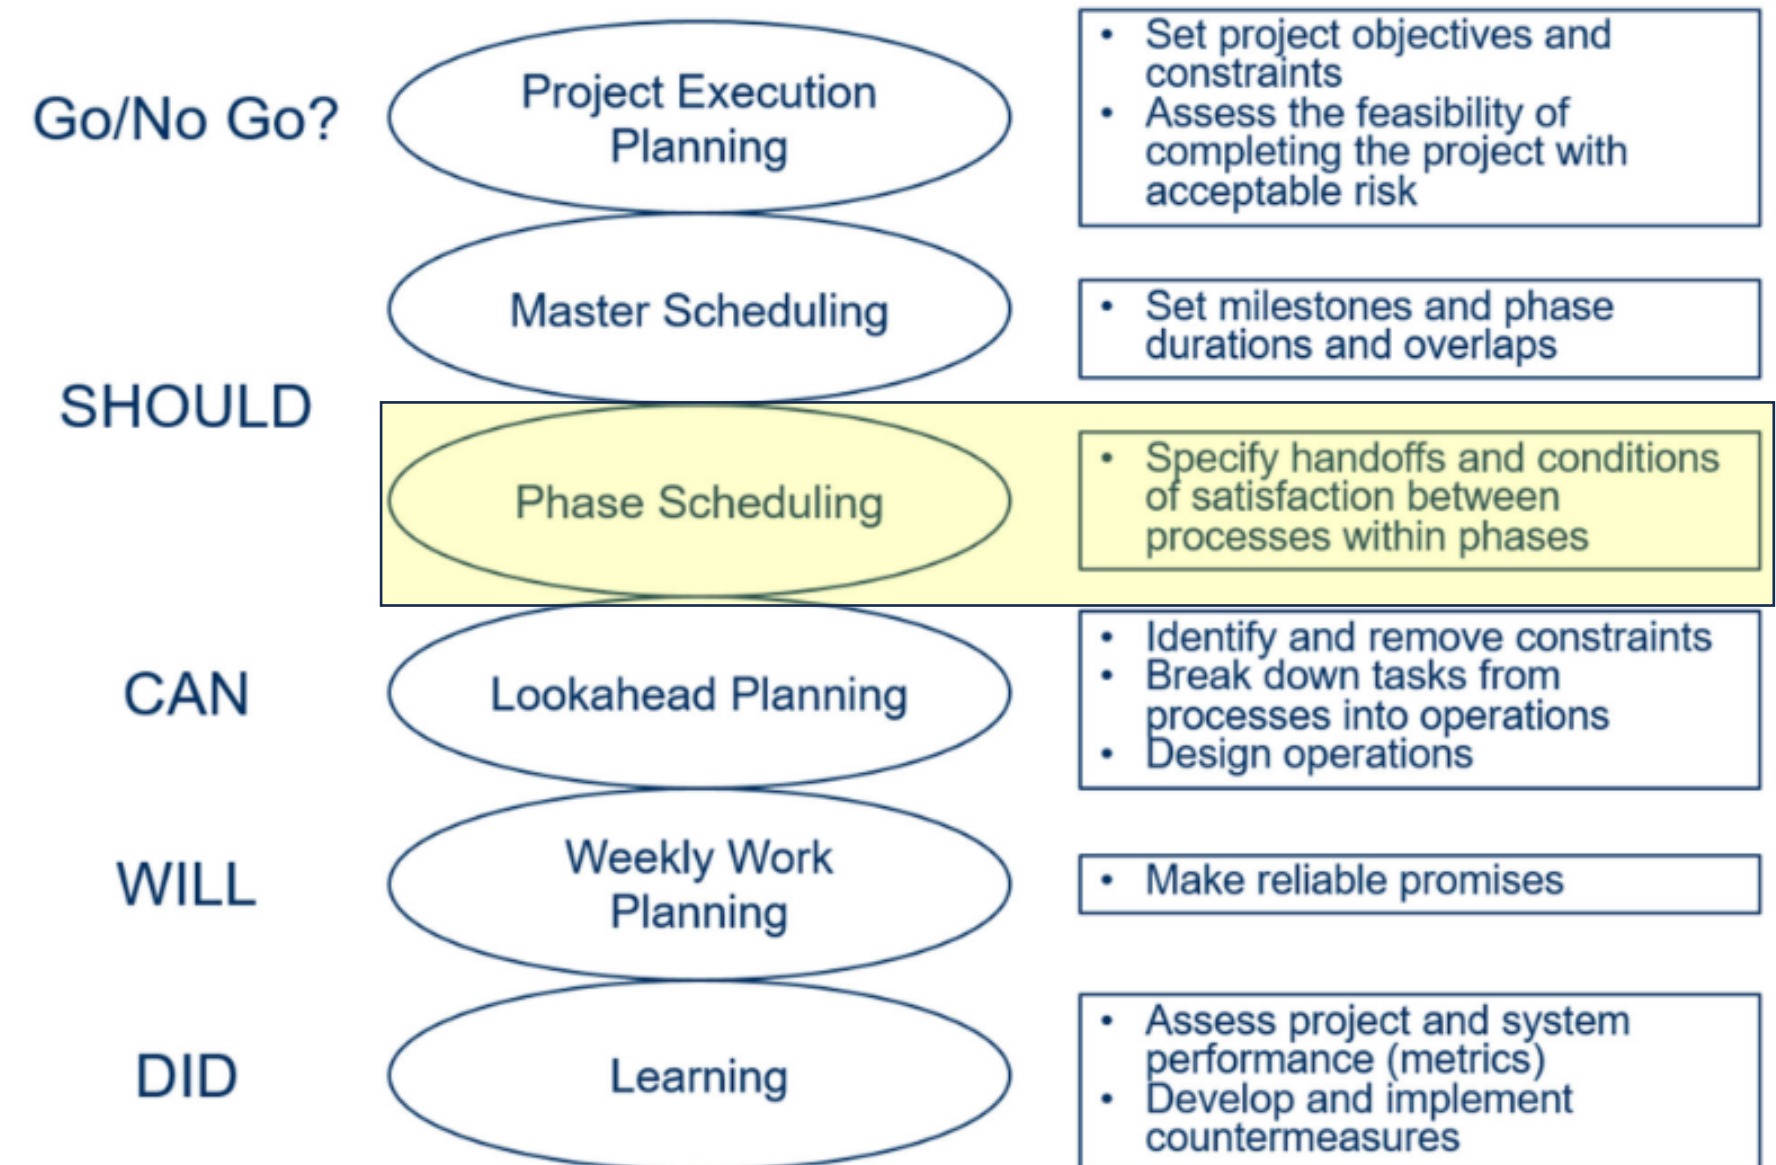 Go/No Go?
Project Execution
Planning
• Set project objectives and
constraints
• Assess the feasibility of
completing the project with
acceptable risk
SHOULD
Master Scheduling
• Set milestones and phase
durations and overlaps
Phase Scheduling
• Specify handoffs and conditions
of satisfaction between
processes within phases
CAN
Lookahead Planning
• Identify and remove constraints
• Break down tasks from
processes into operations
• Design operations
WILL
Weekly Work
Planning
• Make reliable promises
DID
Learning
• Assess project and system
performance (metrics)
• Develop and implement
countermeasures